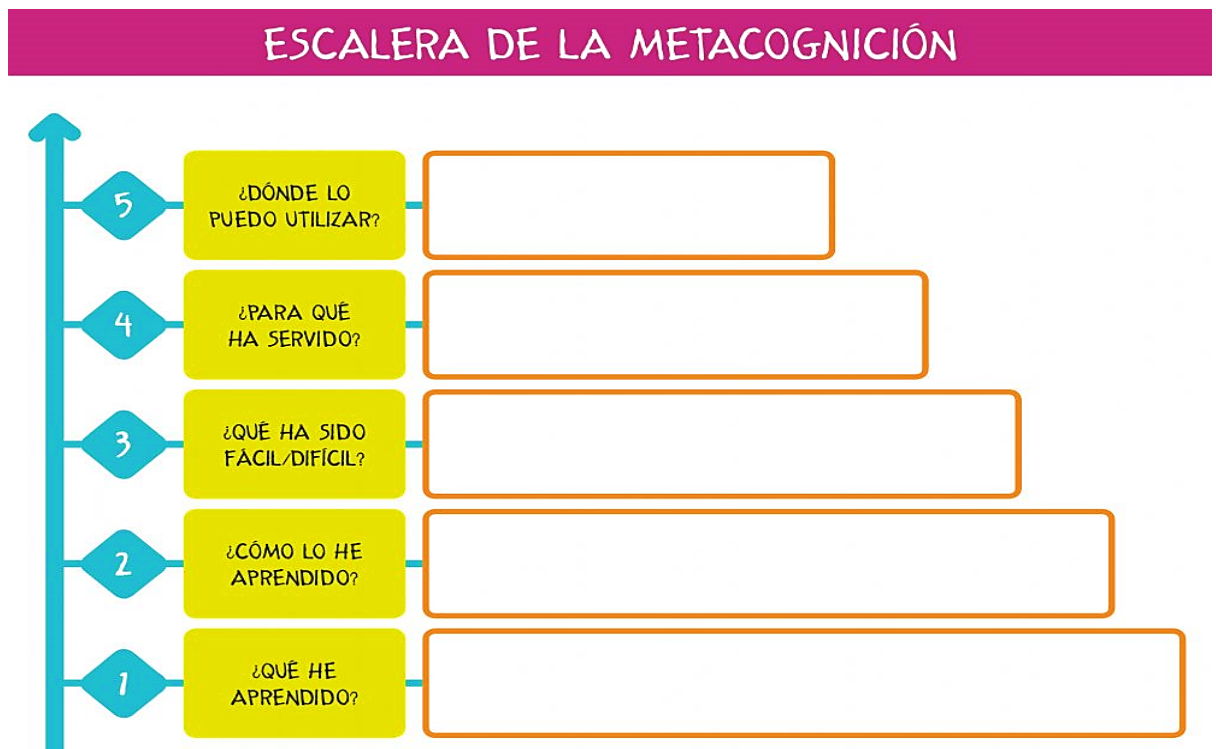 ESCALERA DE LA METACOGNICIÓN
5
¿DÓNDE LO
PUEDO UTILIZAR?
4
¿PARA QUÉ
HA SERVIDO?
3
¿QUÉ HA SIDO
FÁCIL/DIFÍCIL?
2
¿CÓMO LO HE
APRENDIDO?
1
¿QUÉ HE
APRENDIDO?